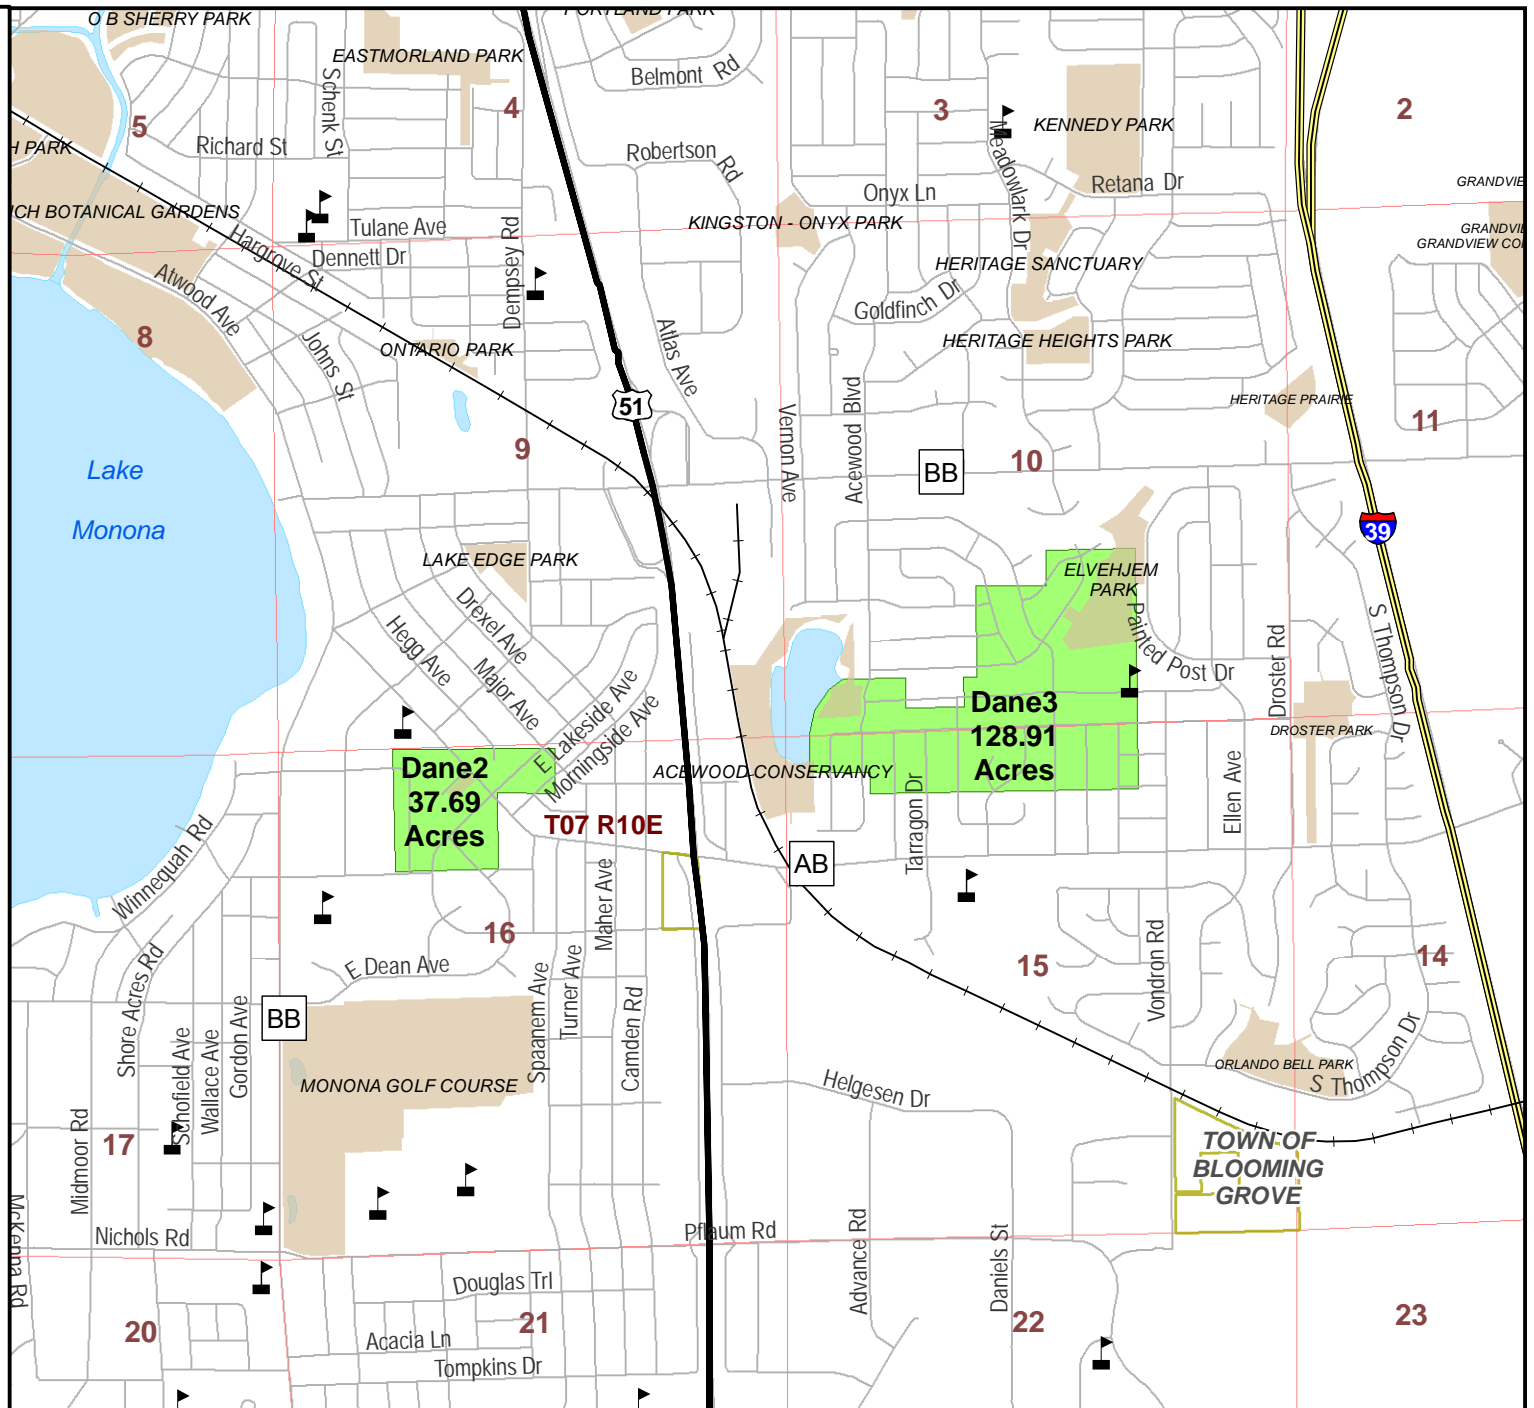 O B SHERRY PARK
PORTLAND PARK
EASTMORLAND PARK
Belmont Rd
Schenk St
4
3
2
5
KENNEDY PARK
Meadowlark Dr
H PARK
Richard St
Robertson Rd
Retana Dr
Onyx Ln
GRANDVIE
ICH BOTANICAL GARDENS
Tulane Ave
KINGSTON - ONYX PARK
GRANDVIE
GRANDVIEW CO
Hargrove St
Dennett Dr
Dempsey Rd
HERITAGE SANCTUARY
Atwood Ave
Goldfinch Dr
8
Johns St
ONTARIO PARK
Atlas Ave
HERITAGE HEIGHTS PARK
51
HERITAGE PRAIRIE
11
Vernon Ave
Acewood Blvd
9
10
BB
Lake
Monona
39
LAKE EDGE PARK
ELVEHJEM
PARK
Drexel Ave
Hegg Ave
Major Ave
Painted Post Dr
Droster Rd
S Thompson Dr
E Lakeside Ave
Morningside Ave
Dane3
128.91
Acres
DROSTER PARK
Dane2
37.69
Acres
ACEWOOD CONSERVANCY
Tarragon Dr
Ellen Ave
T07 R10E
Winnequah Rd
AB
Maher Ave
16
15
14
Shore Acres Rd
E Dean Ave
Spaanem Ave
Turner Ave
Camden Rd
Vondron Rd
BB
Schofield Ave
Wallace Ave
Gordon Ave
MONONA GOLF COURSE
Helgesen Dr
ORLANDO BELL PARK
S Thompson Dr
17
Midmoor Rd
TOWN OF
BLOOMING
GROVE
McKenna Rd
Nichols Rd
Pflaum Rd
Advance Rd
Daniels St
Douglas Trl
20
21
22
23
Acacia Ln
Tompkins Dr